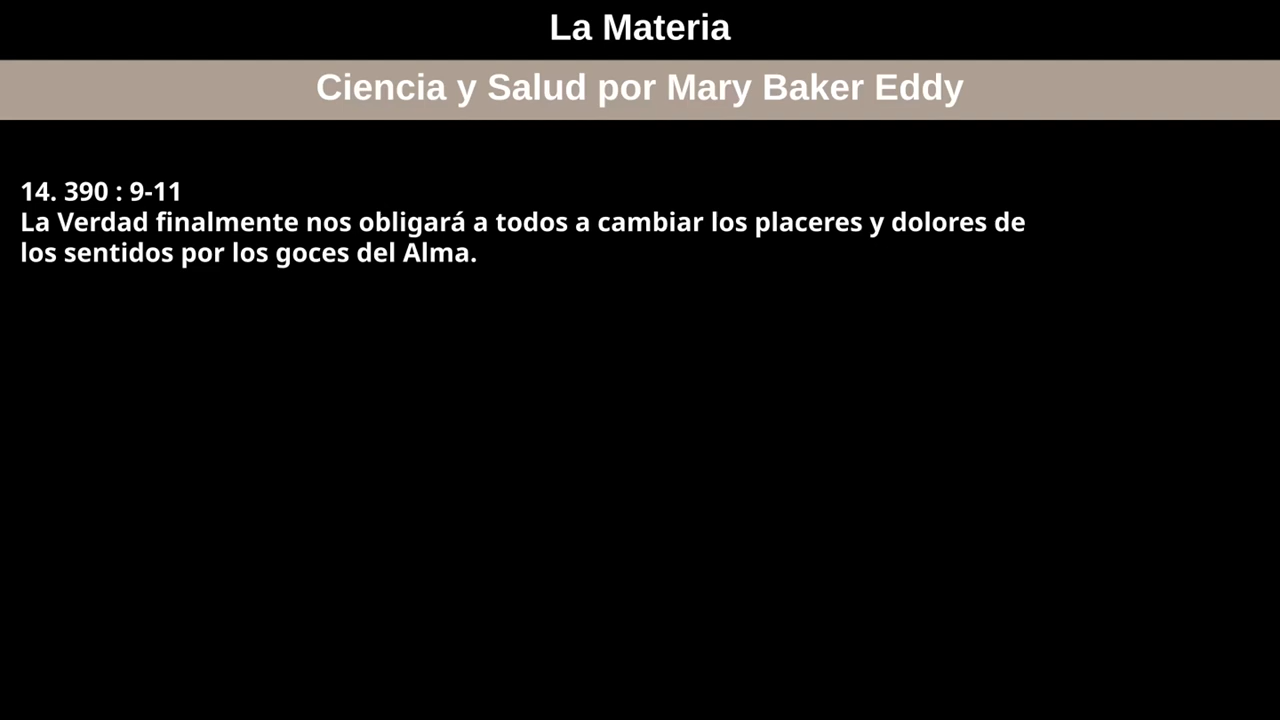 La Materia
Ciencia y Salud por Mary Baker Eddy
14. 390 : 9-11
La Verdad finalmente nos obligará a todos a cambiar los placeres y dolores de
los sentidos por los goces del Alma.